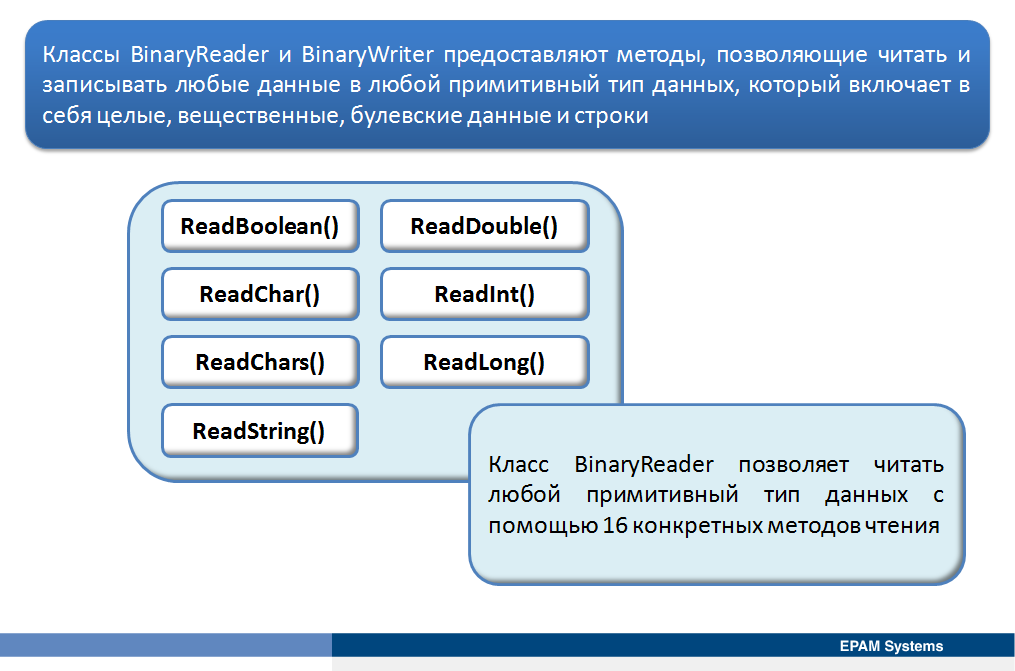 Классы BinaryReader и BinaryWriter предоставляют методы, позволяющие читать и
записывать любые данные в любой примитивный тип данных, который включает в
себя целые, вещественные, булевские данные и строки
ReadBoolean()
ReadDouble()
ReadChar()
ReadInt()
ReadChars()
ReadLong()
ReadString()
Класс BinaryReader позволяет читать
любой примитивный тип данных с
помощью 16 конкретных методов чтения
EPAM Systems